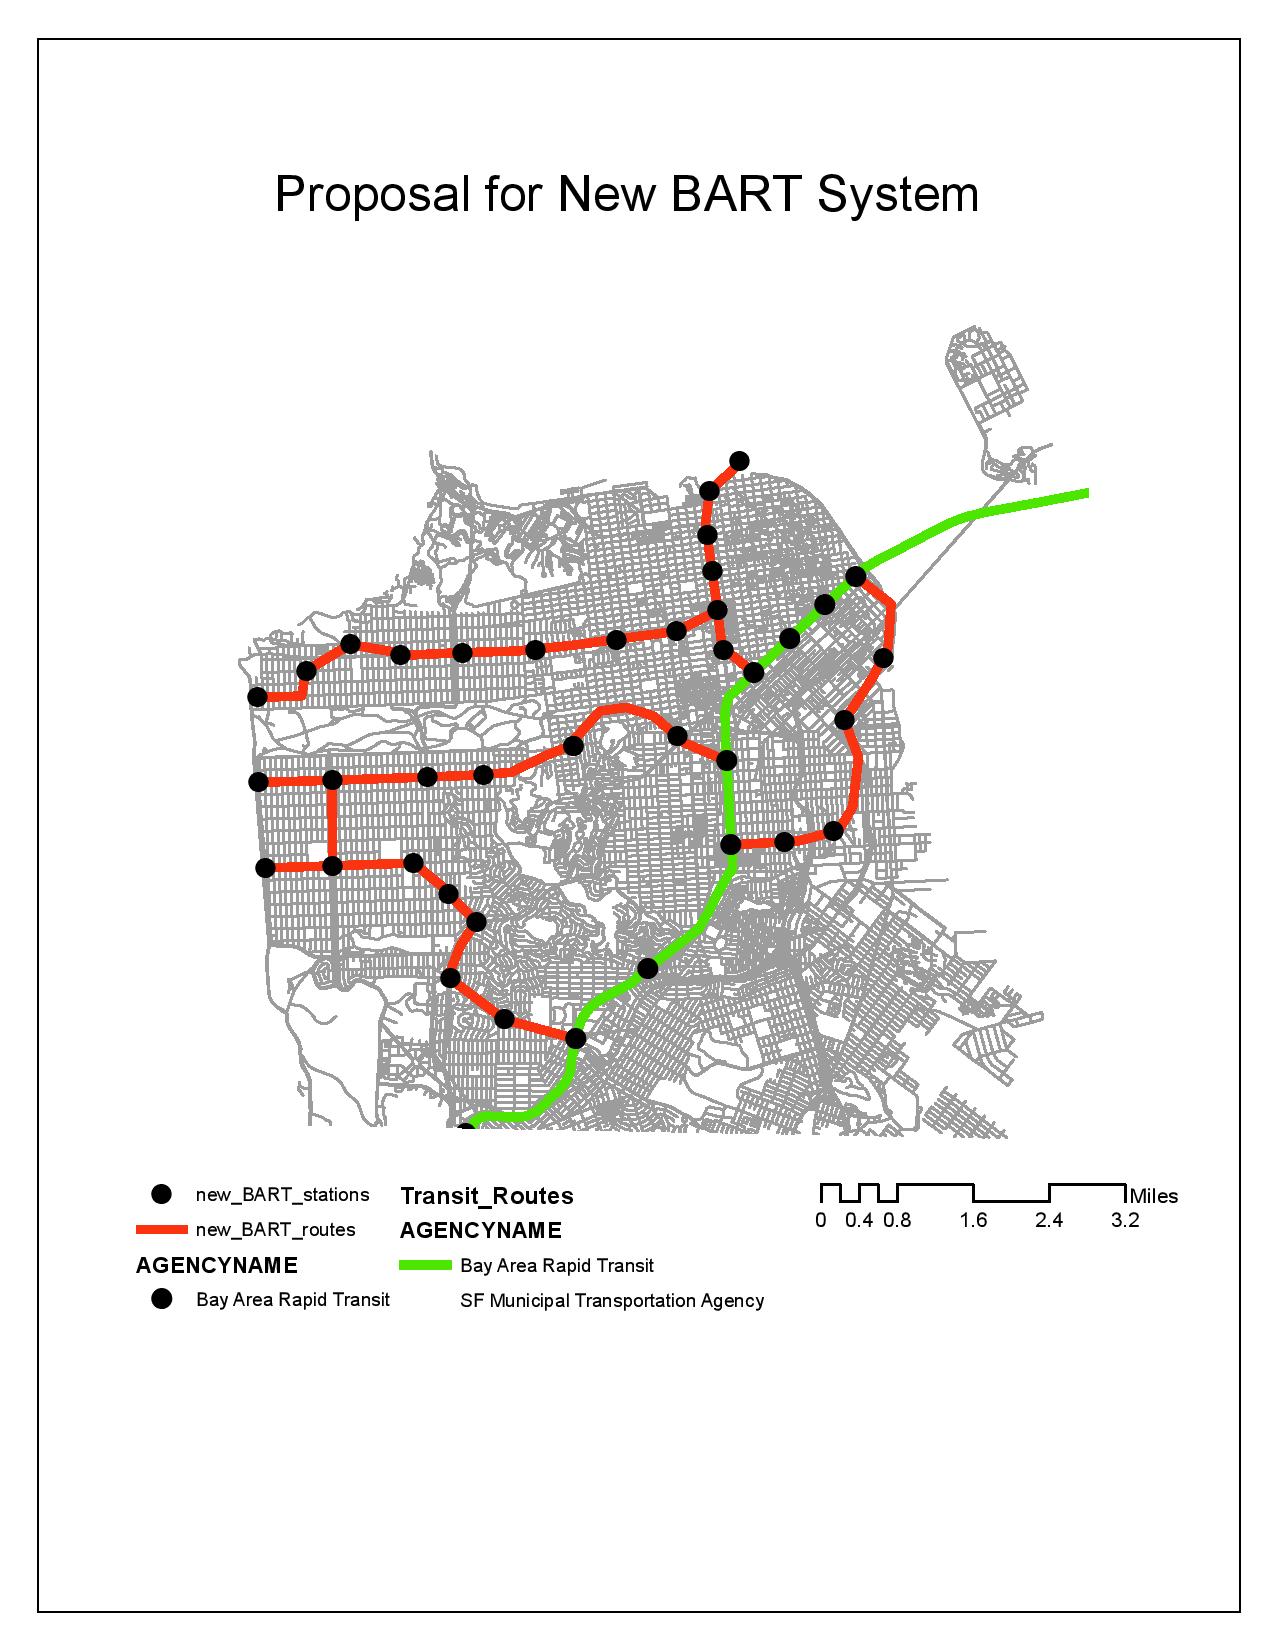 Proposal for New BART System
new_BART_stations
new_BART_routes
AGENCYNAME
Bay Area Rapid Transit
Transit_Routes
AGENCYNAME
Bay Area Rapid Transit
SF Municipal Transportation Agency
Miles
0 0.4 0.8 1.6 2.4 3.2